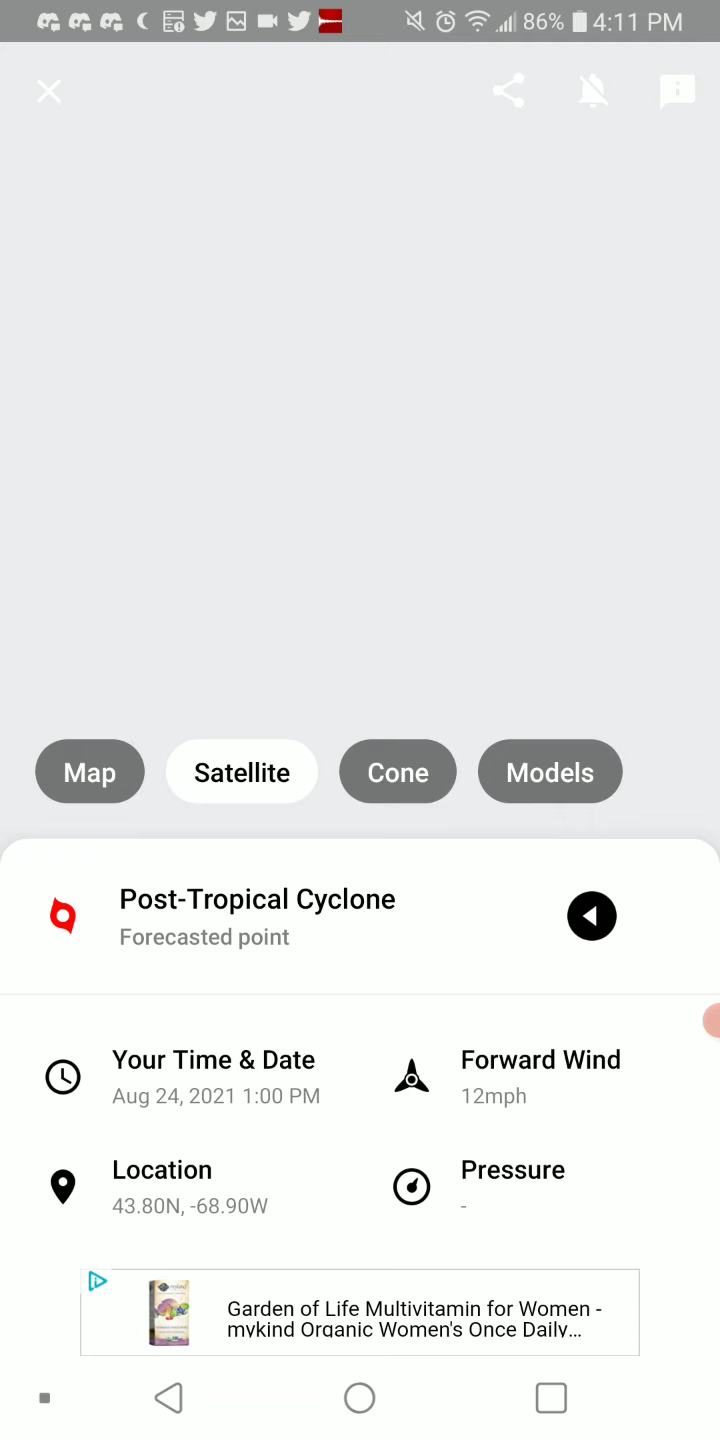 86% 4:11 PM
Map Satellite Cone Models
Post-Tropical Cyclone
Forecasted point
Your Time & Date
Aug 24, 2021 1:00 PM
Forward Wind
12mph
Location
43.80N, -68.90W
Pressure
-
Garden of Life Multivitamin for Women -
mykind Organic Women's Once Daily...